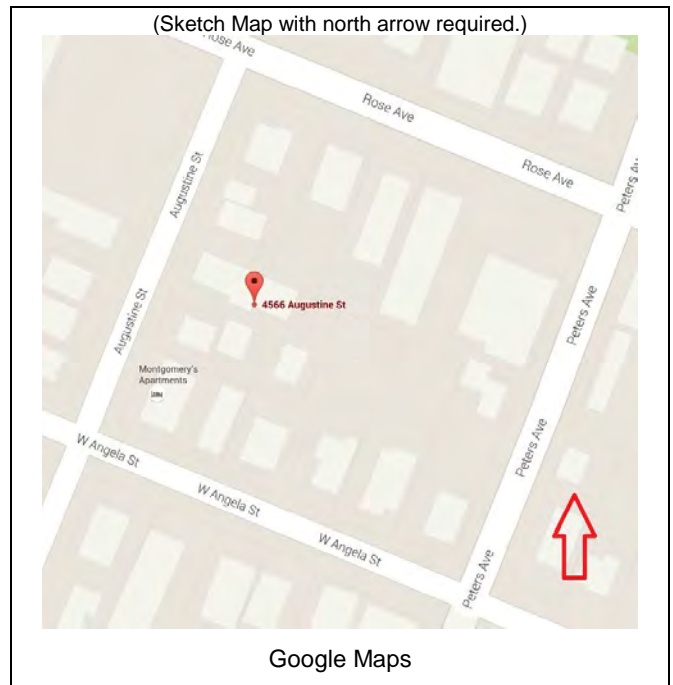 (Sketch Map with north arrow required.)
Rose Ave
Rose Ave
Rose Ave
Peters Av
Augustine St
4566 Augustine St
Augustine St
Peters Ave
Montgomery's
Apartments
Peters Ave
W Angela St
W Angela St
W Angela St
Peters Ave
Google Maps